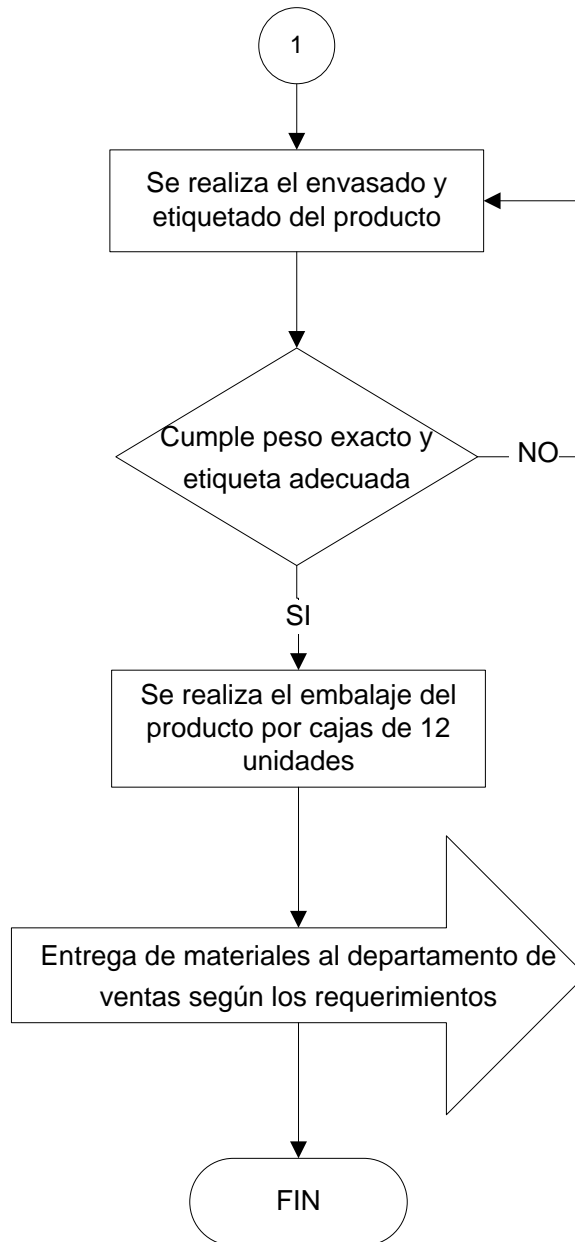 1
Se realiza el envasado y
etiquetado del producto
Cumple peso exacto y
etiqueta adecuada
NO
SI
Se realiza el embalaje del
producto por cajas de 12
unidades
Entrega de materiales al departamento de
ventas según los requerimientos
FIN